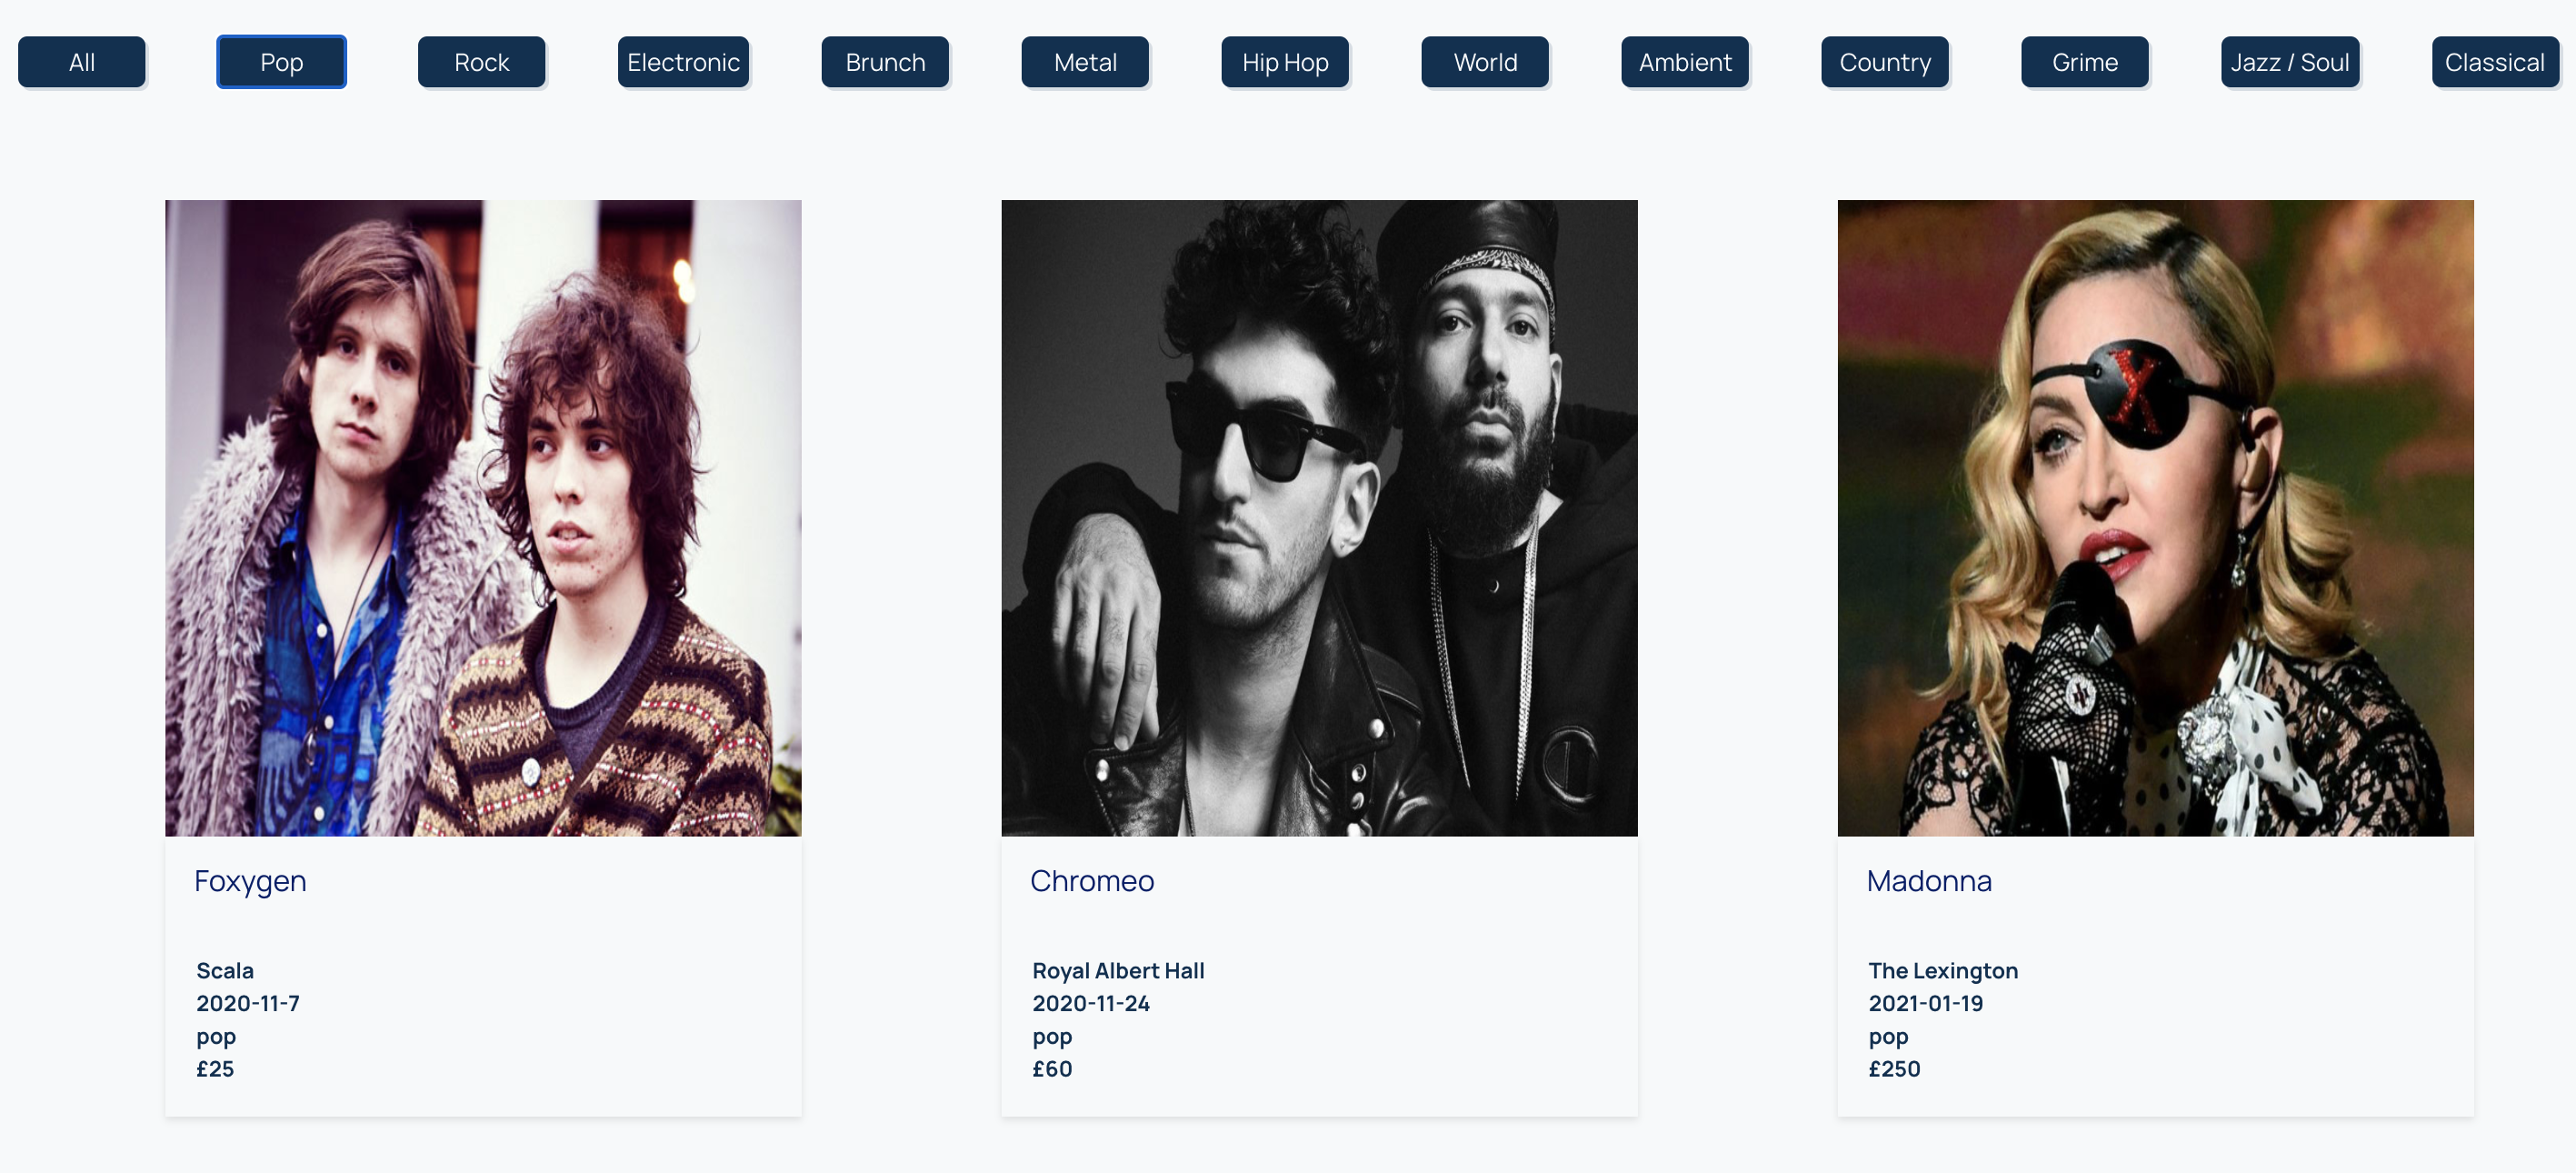 All
Pop
Rock
Electronic
Brunch
Metal
Hip Hop
World
Ambient
Country
Grime
Jazz / Soul
Classical
Foxygen
Scala
2020-11-7
pop
£25
Chromeo
Royal Albert Hall
2020-11-24
pop
£60
Madonna
The Lexington
2021-01-19
pop
£250